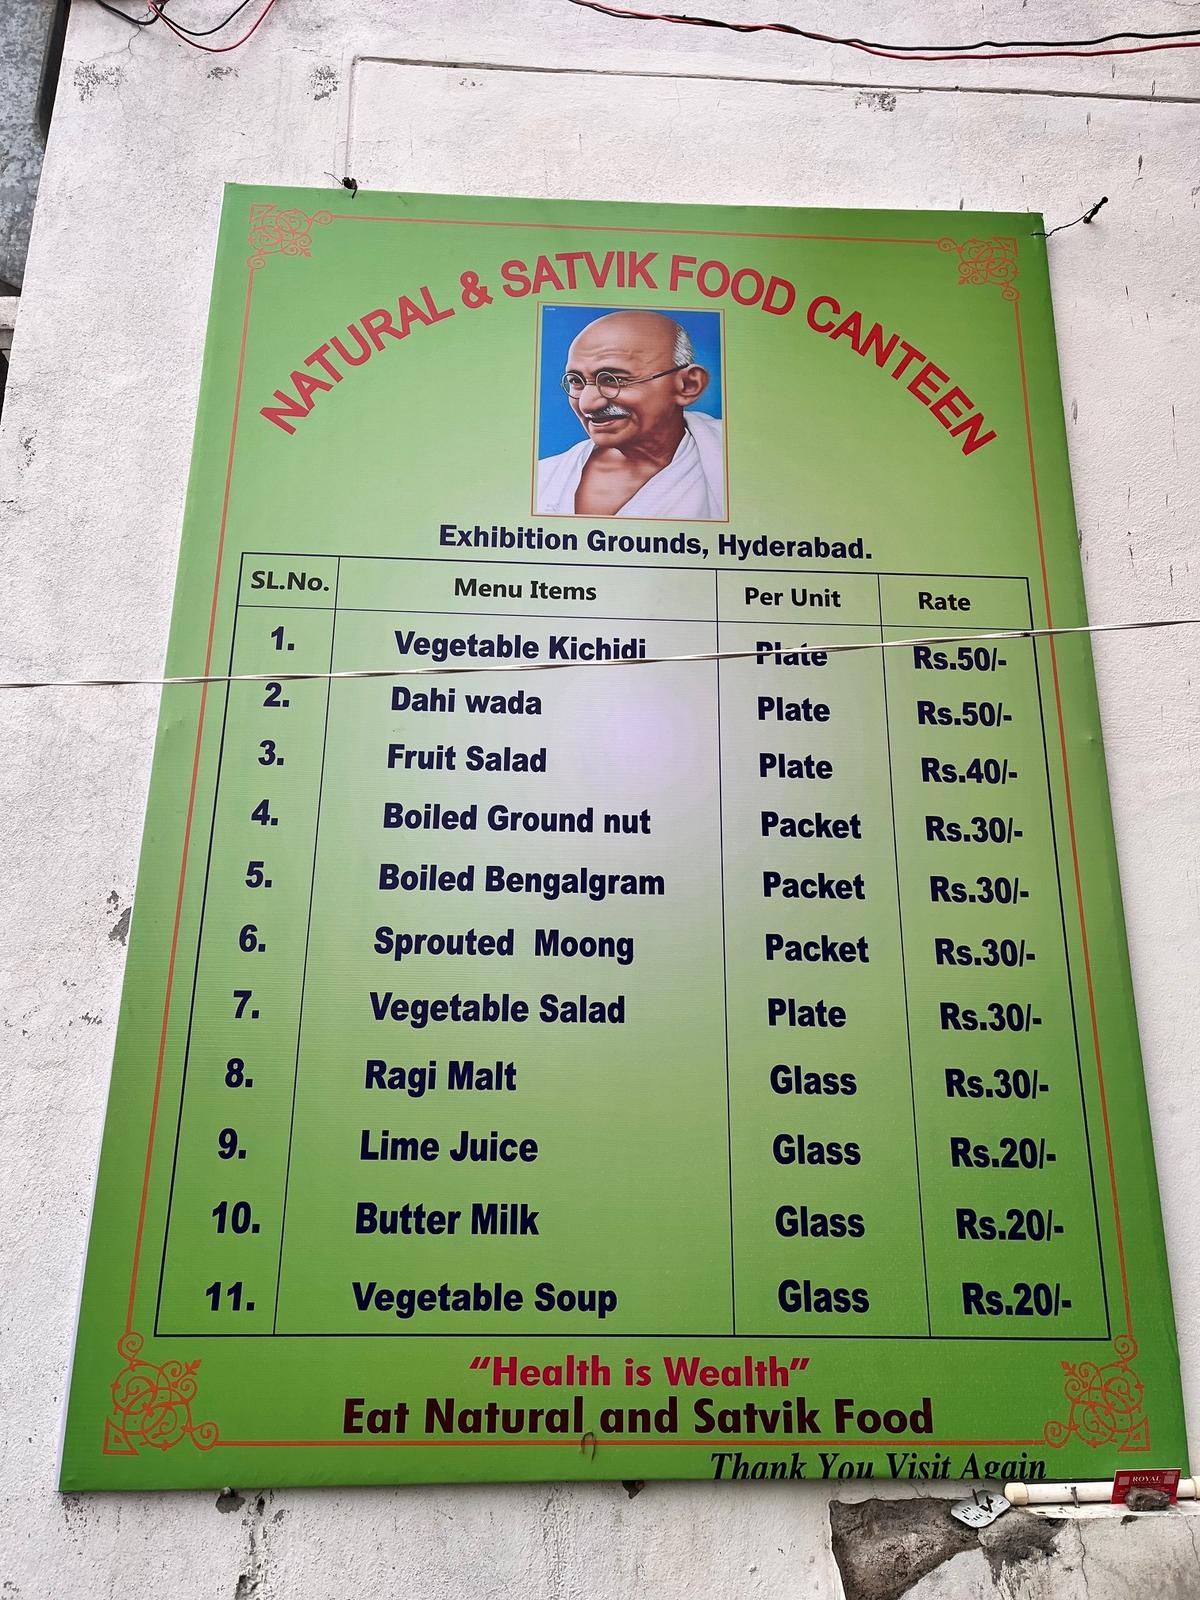 NATURAL & SATVIK FOOD CANTEEN
Exhibition Grounds, Hyderabad.
SL.No. Menu Items Per Unit Rate
1. Vegetable Kichidi Plate Rs.50/-
2. Dahi wada Plate Rs.50/-
3. Fruit Salad Plate Rs.40/-
4. Boiled Ground nut Packet Rs.30/-
5. Boiled Bengalgram Packet Rs.30/-
6. Sprouted Moong Packet Rs.30/-
7. Vegetable Salad Plate Rs.30/-
8. Ragi Malt Glass Rs.30/-
9. Lime Juice Glass Rs.20/-
10. Butter Milk Glass Rs.20/-
11. Vegetable Soup Glass Rs.20/-
“Health is Wealth”
Eat Natural and Satvik Food
Thank You Visit Again
ROYAL